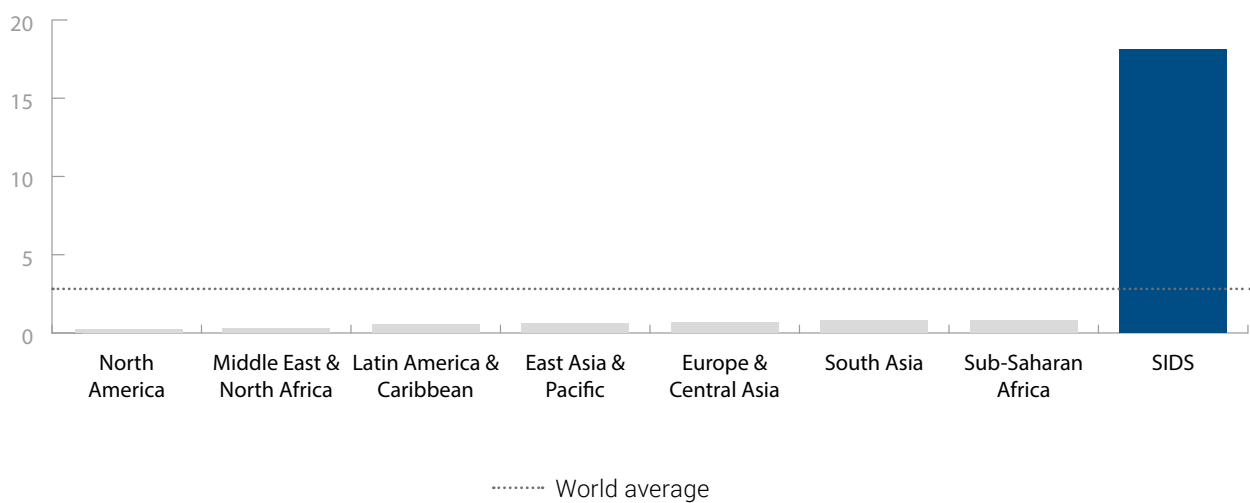 20
15
10
5
0
North
America
Middle East &
North Africa
Latin America &
Caribbean
East Asia &
Pacific
Europe &
Central Asia
South Asia
Sub-Saharan
Africa
SIDS
World average